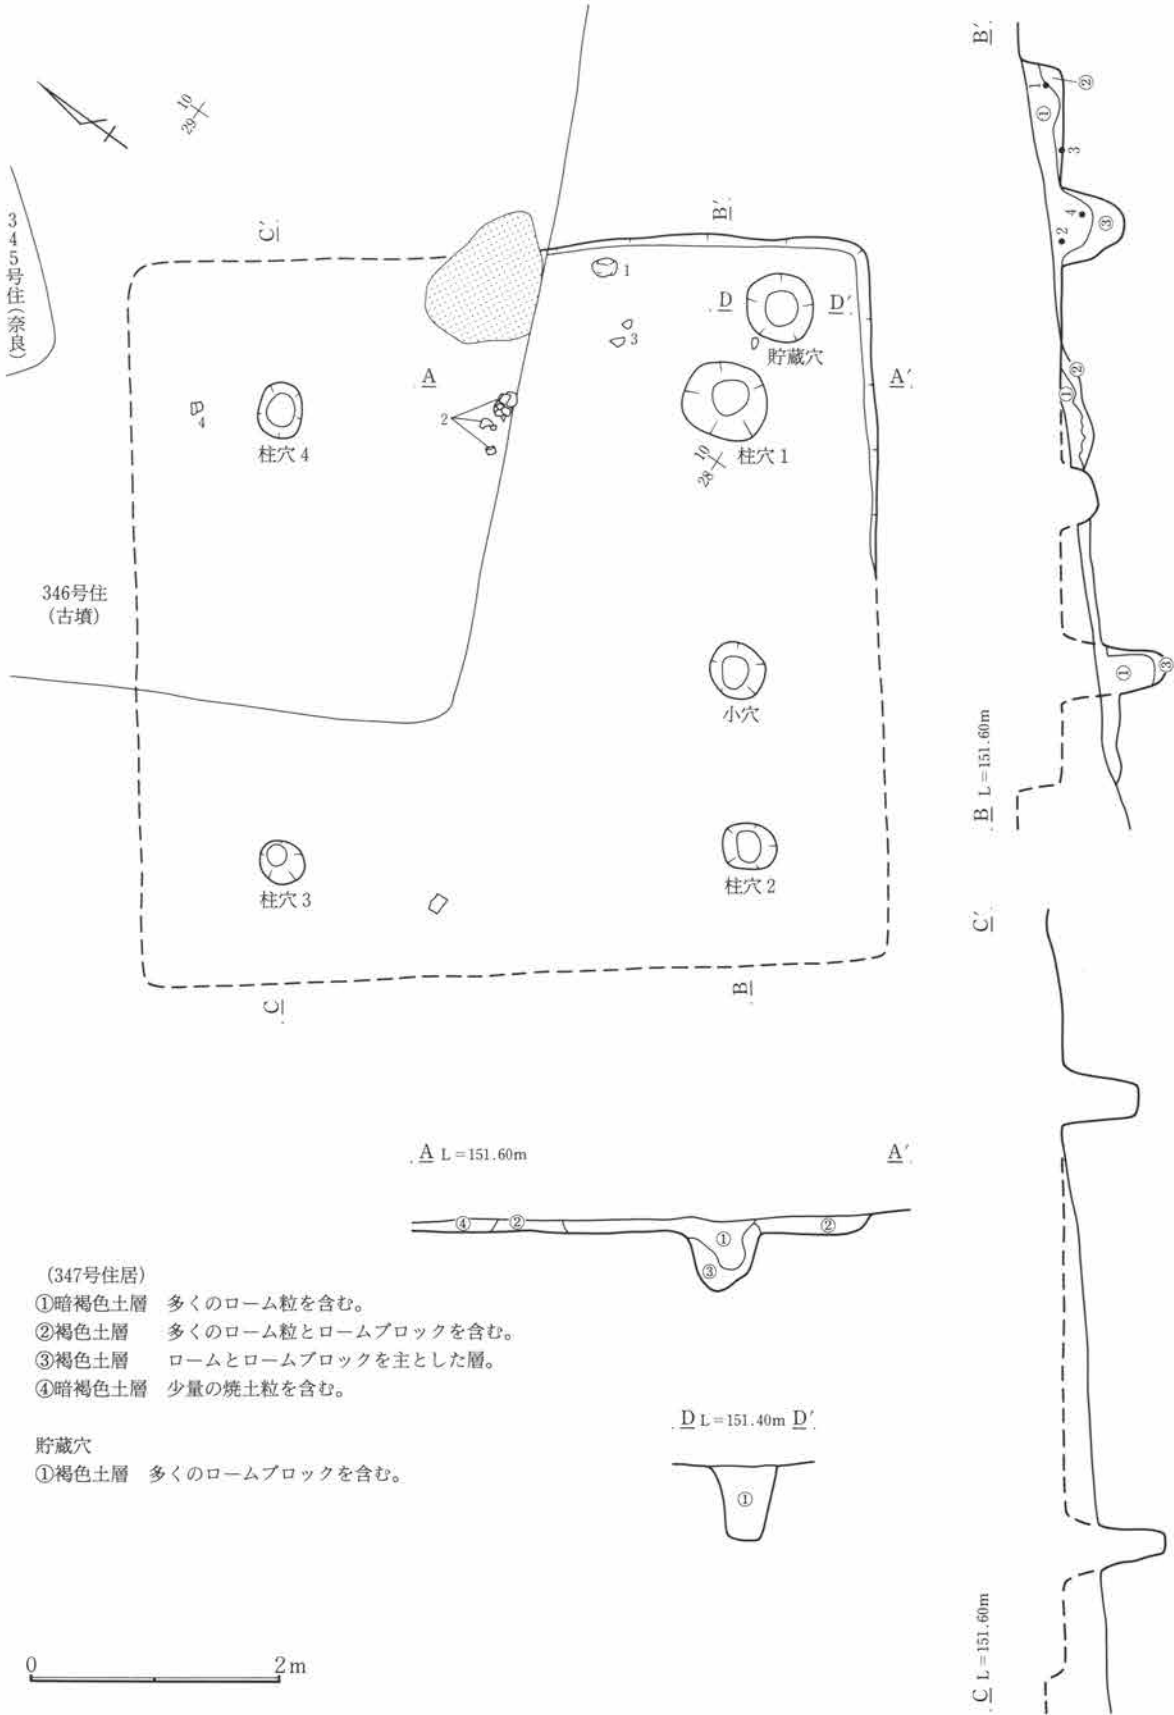 10
29
345号住(奈良)
C′
B′
1
D
D′
3
貯蔵穴
A
A′
2
4
柱穴4
10
28
柱穴1
346号住
(古墳)
小穴
柱穴3
柱穴2
C
B
B′
②
1
①
3
4
③
2
②
①
①
③
B L=151.60m
C′
C L=151.60m
A L=151.60m
A′
④
②
①
②
③
(347号住居)
①暗褐色土層 多くのローム粒を含む。
②褐色土層 多くのローム粒とロームブロックを含む。
③褐色土層 ロームとロームブロックを主とした層。
④暗褐色土層 少量の焼土粒を含む。
貯蔵穴
①褐色土層 多くのロームブロックを含む。
D L=151.40m D′
①
0 2m